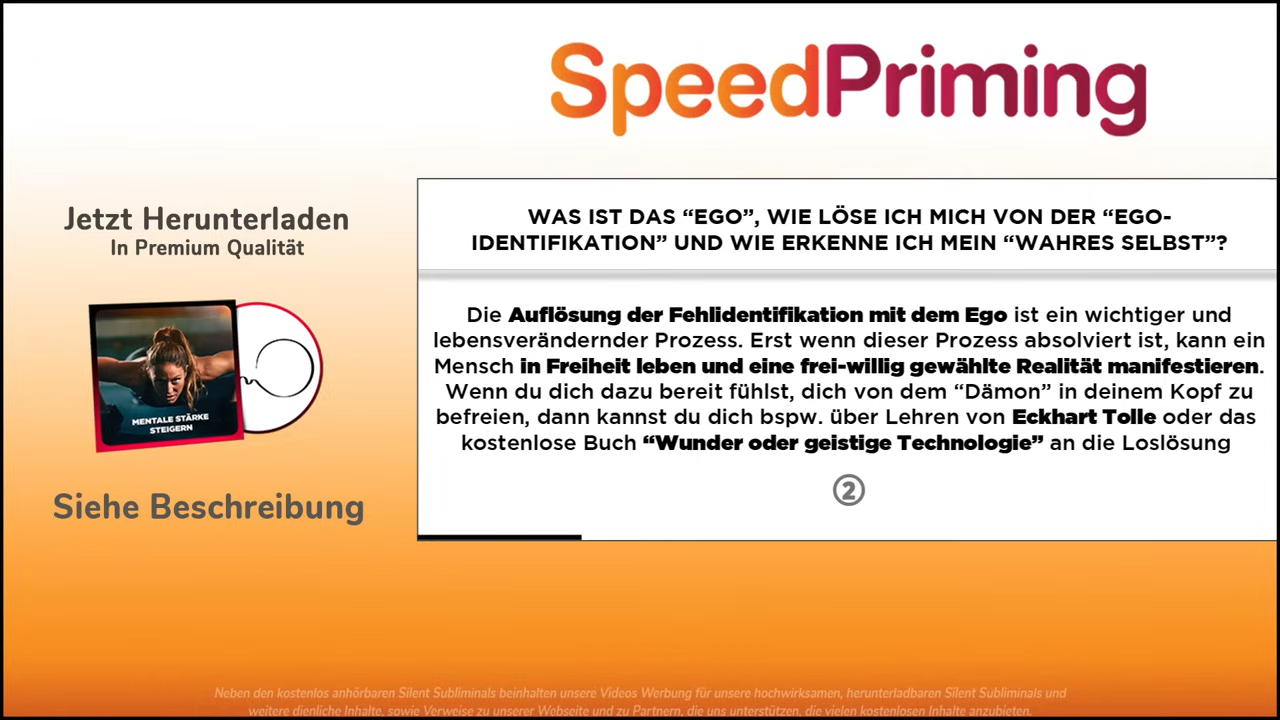 SpeedPriming
Jetzt Herunterladen
In Premium Qualität
MENTALE STÄRKE
STEIGERN
Siehe Beschreibung
WAS IST DAS “EGO”, WIE LÖSE ICH MICH VON DER “EGO-
IDENTIFIKATION” UND WIE ERKENNE ICH MEIN “WAHRES SELBST”?
Die Auflösung der Fehlidentifikation mit dem Ego ist ein wichtiger und
lebensverändernder Prozess. Erst wenn dieser Prozess absolviert ist, kann ein
Mensch in Freiheit leben und eine frei-willig gewählte Realität manifestieren.
Wenn du dich dazu bereit fühlst, dich von dem “Dämon” in deinem Kopf zu
befreien, dann kannst du dich bspw. über Lehren von Eckhart Tolle oder das
kostenlose Buch “Wunder oder geistige Technologie” an die Loslösung
②
Neben den kostenlos anhörbaren Silent Subliminals beinhalten unsere Videos Werbung für unsere hochwirksamen, herunterladbaren Silent Subliminals und
weitere dienliche Inhalte, sowie Verweise zu unserer Webseite und zu Partnern, die uns unterstützen, die vielen kostenlosen Inhalte anzubieten.